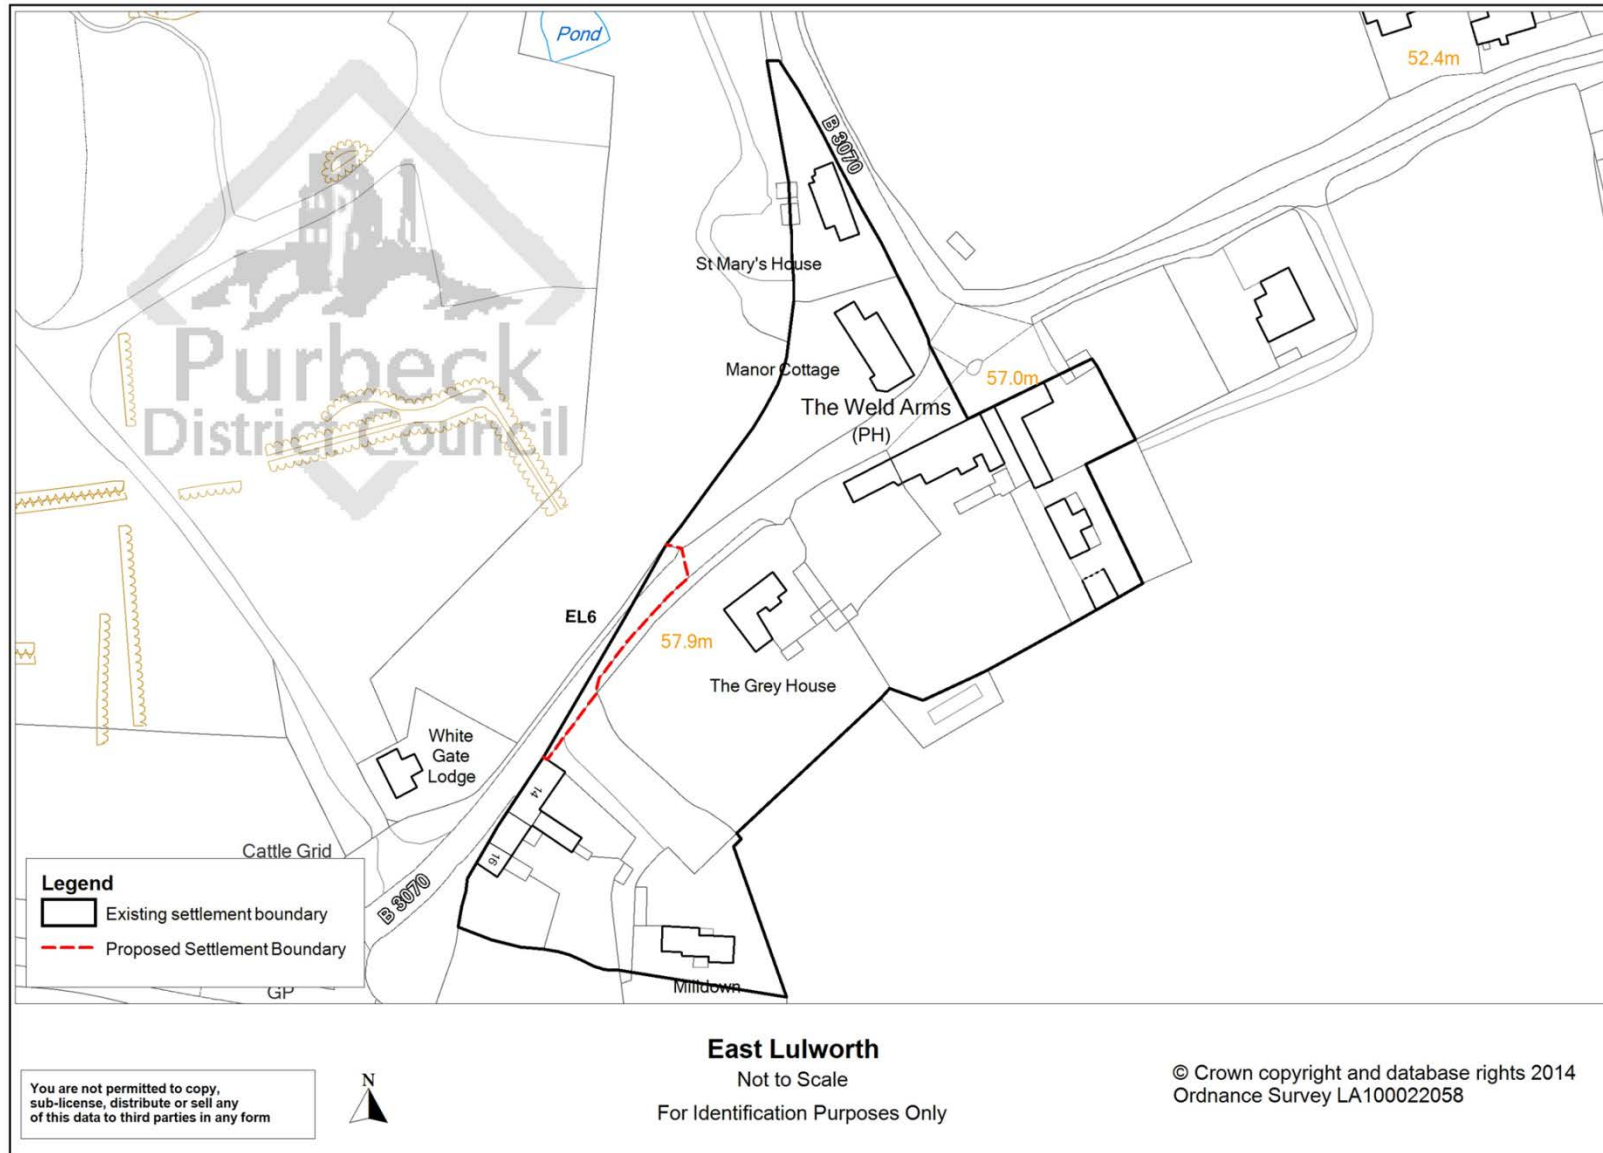 Pond
52.4m
B 3070
St Mary's House
Purbeck
District Council
Manor Cottage
57.0m
The Weld Arms
(PH)
EL6
57.9m
The Grey House
White
Gate
Lodge
14
16
Cattle Grid
B 3070
Milldown
GP
Legend
Existing settlement boundary
Proposed Settlement Boundary
East Lulworth
Not to Scale
For Identification Purposes Only
You are not permitted to copy,
sub-license, distribute or sell any
of this data to third parties in any form
N
© Crown copyright and database rights 2014
Ordnance Survey LA100022058